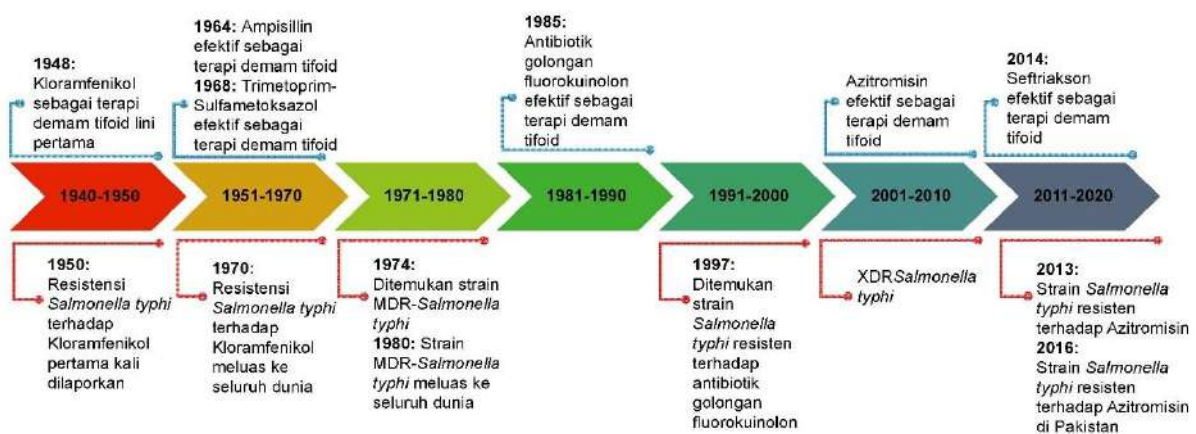 1948:
Kloramfenikol
sebagai terapi
demam tifoid lini
pertama
1964: Ampisillin
efektif sebagai
terapi demam tifoid
1968: Trimetoprim-
Sulfametoksazol
efektif sebagai
terapi demam tifoid
1985:
Antibiotik
golongan
fluorokuinolon
efektif sebagai
terapi demam
tifoid
Azitromisin
efektif sebagai
terapi demam
tifoid
2014:
Seftriakson
efektif sebagai
terapi demam
tifoid
1940-1950
1951-1970
1971-1980
1981-1990
1991-2000
2001-2010
2011-2020
1950:
Resistensi
Salmonella typhi
terhadap
Kloramfenikol
pertama kali
dilaporkan
1970:
Resistensi
Salmonella typhi
terhadap
Kloramfenikol
meluas ke
seluruh dunia
1974:
Ditemukan strain
MDR-Salmonella
typhi
1980: Strain
MDR-Salmonella
typhi meluas ke
seluruh dunia
1997:
Ditemukan
strain
Salmonella
typhi resisten
terhadap
antibiotik
golongan
fluorokuinolon
XDRSalmonella
typhi
2013:
Strain Salmonella
typhi resisten
terhadap Azitromisin
2016:
Strain Salmonella
typhi resisten
terhadap Azitromisin
di Pakistan